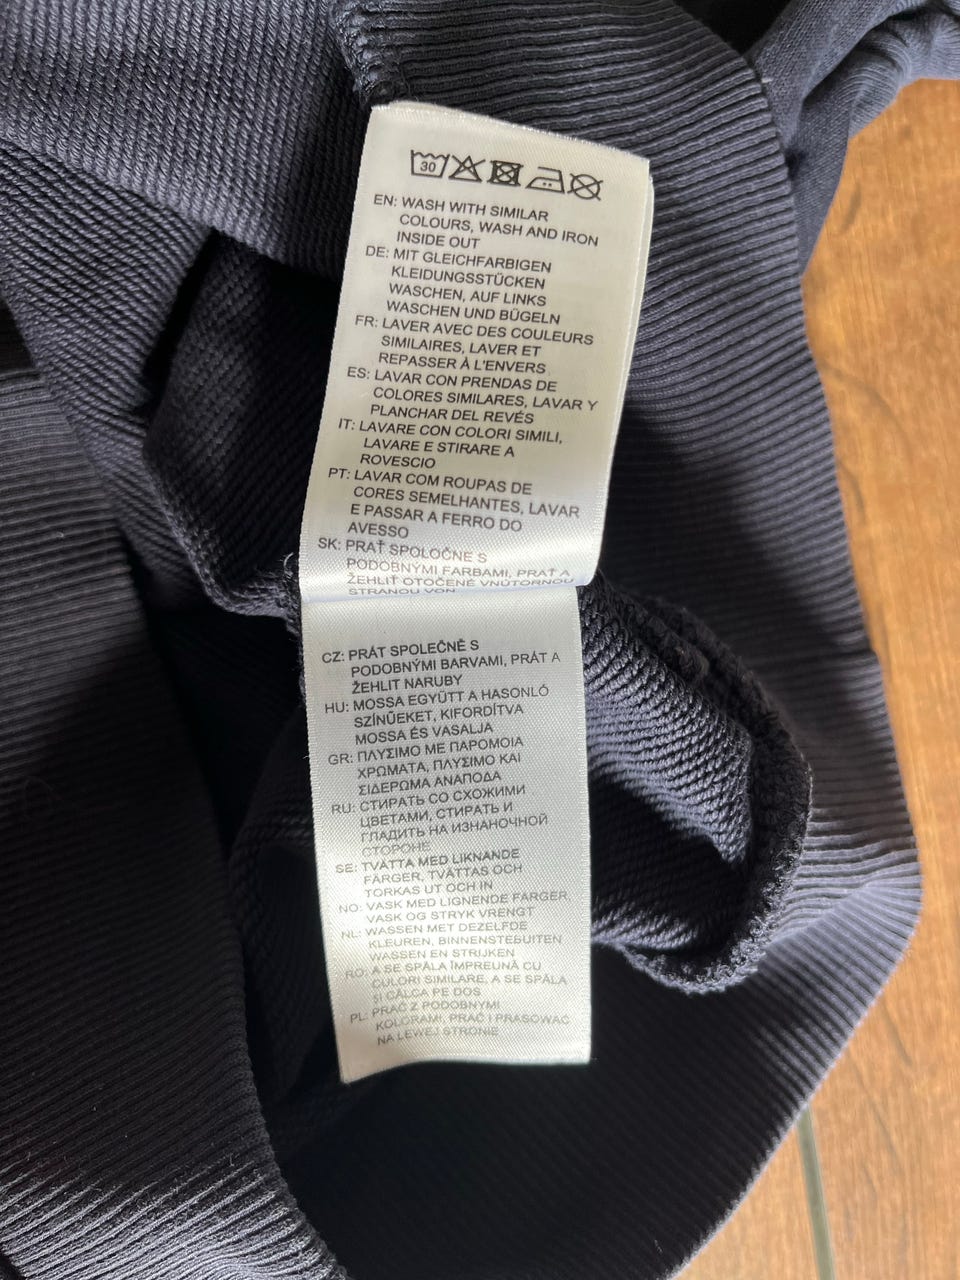 30
EN: WASH WITH SIMILAR
COLOURS, WASH AND IRON
INSIDE OUT
DE: MIT GLEICHFARBIGEN
KLEIDUNGSSTÜCKEN
WASCHEN, AUF LINKS
WASCHEN UND BÜGELN
FR: LAVER AVEC DES COULEURS
SIMILAIRES, LAVER ET
REPASSER À L'ENVERS
ES: LAVAR CON PRENDAS DE
COLORES SIMILARES, LAVAR Y
PLANCHAR DEL REVÉS
IT: LAVARE CON COLORI SIMILI,
LAVARE E STIRARE A
ROVESCIO
PT: LAVAR COM ROUPAS DE
CORES SEMELHANTES, LAVAR
E PASSAR A FERRO DO
AVESSO
SK: PRAŤ SPOLOČNE S
PODOBNÝMI FARBAMI, PRAŤ A
ŽEHLIŤ OTOČENÉ VNÚTORNOU
STRANOU VON
CZ: PRÁT SPOLEČNĚ S
PODOBNÝMI BARVAMI, PRÁT A
ŽEHLIT NARUBY
HU: MOSSA EGYÜTT A HASONLÓ
SZÍNŰEKET, KIFORDÍTVA
MOSSA ÉS VASALJA
GR: ΠΛΥΣΙΜΟ ΜΕ ΠΑΡΟΜΟΙΑ
ΧΡΩΜΑΤΑ, ΠΛΥΣΙΜΟ ΚΑΙ
ΣΙΔΕΡΩΜΑ ΑΝΑΠΟΔΑ
RU: СТИРАТЬ СО СХОЖИМИ
ЦВЕТАМИ, СТИРАТЬ И
ГЛАДИТЬ НА ИЗНАНОЧНОЙ
СТОРОНЕ
SE: TVÄTTA MED LIKNANDE
FÄRGER, TVÄTTAS OCH
TORKAS UT OCH IN
NO: VASK MED LIGNENDE FARGER,
VASK OG STRYK VRENGT
NL: WASSEN MET DEZELFDE
KLEUREN, BINNENSTEBUITEN
WASSEN EN STRIJKEN
RO: A SE SPĂLA ÎMPREUNĂ CU
CULORI SIMILARE, A SE SPĂLA
ȘI CĂLCA PE DOS
PL: PRAĆ Z PODOBNYMI
KOLORAMI, PRAĆ I PRASOWAĆ
NA LEWEJ STRONIE